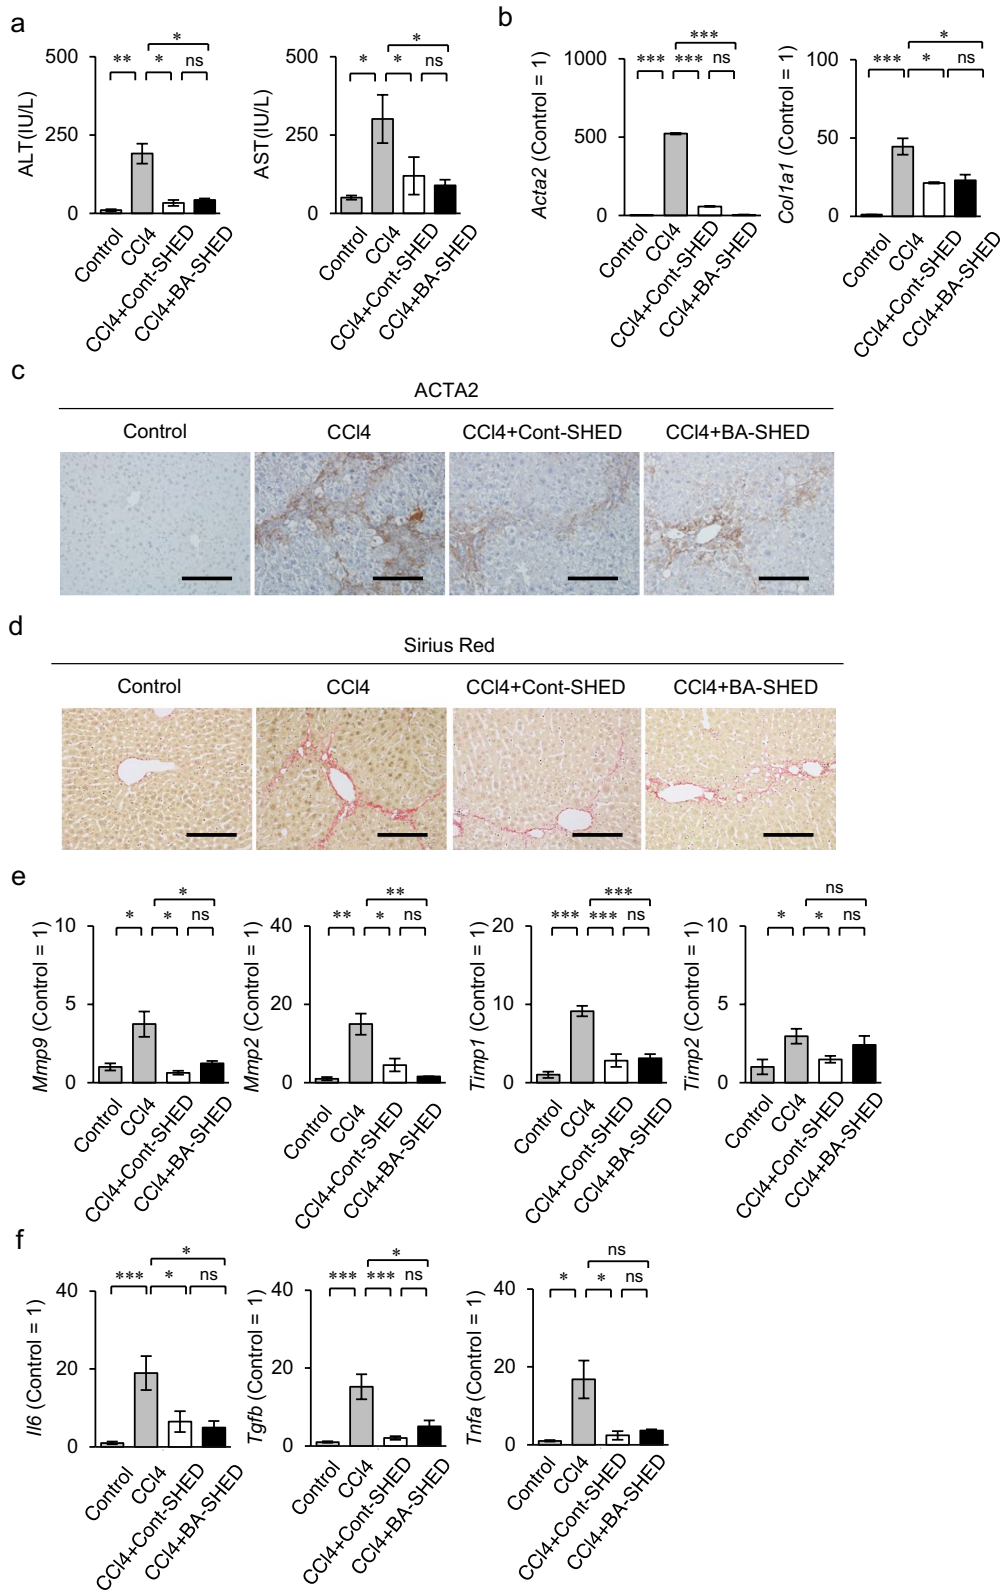 a
ALT(IU/L)
500
250
0
** * ns
*
Control
CCl4
CCl4+Cont-SHED
CCl4+BA-SHED
AST(IU/L)
500
250
0
* * ns
*
Control
CCl4
CCl4+Cont-SHED
CCl4+BA-SHED
b
Acta2 (Control = 1)
1000
500
0
*** *** ns
***
Control
CCl4
CCl4+Cont-SHED
CCl4+BA-SHED
Col1a1 (Control = 1)
100
50
0
*** * ns
*
Control
CCl4
CCl4+Cont-SHED
CCl4+BA-SHED
c
ACTA2
Control CCl4 CCl4+Cont-SHED CCl4+BA-SHED
d
Sirius Red
Control CCl4 CCl4+Cont-SHED CCl4+BA-SHED
e
Mmp9 (Control = 1)
10
5
0
* * ns
*
Control
CCl4
CCl4+Cont-SHED
CCl4+BA-SHED
Mmp2 (Control = 1)
40
20
0
** * ns
**
Control
CCl4
CCl4+Cont-SHED
CCl4+BA-SHED
Timp1 (Control = 1)
20
10
0
*** *** ns
***
Control
CCl4
CCl4+Cont-SHED
CCl4+BA-SHED
Timp2 (Control = 1)
10
5
0
* * ns
ns
Control
CCl4
CCl4+Cont-SHED
CCl4+BA-SHED
f
Il6 (Control = 1)
40
20
0
*** * ns
*
Control
CCl4
CCl4+Cont-SHED
CCl4+BA-SHED
Tgfb (Control = 1)
40
20
0
*** *** ns
*
Control
CCl4
CCl4+Cont-SHED
CCl4+BA-SHED
Tnfa (Control = 1)
40
20
0
* * ns
ns
Control
CCl4
CCl4+Cont-SHED
CCl4+BA-SHED